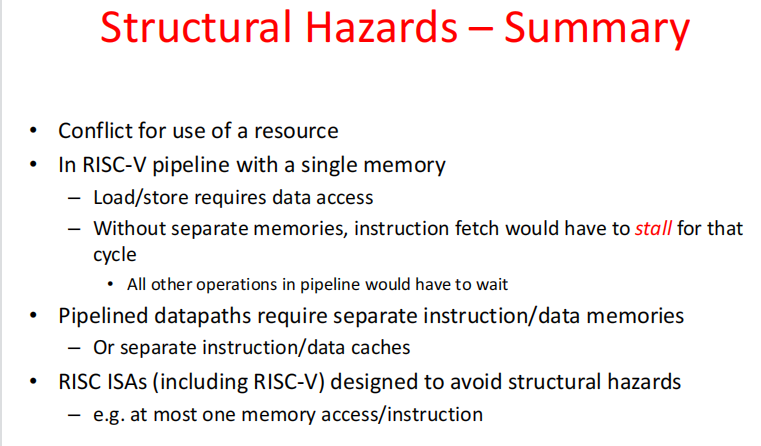 Structural Hazards – Summary
• Conflict for use of a resource
• In RISC-V pipeline with a single memory
– Load/store requires data access
– Without separate memories, instruction fetch would have to stall for that
cycle
• All other operations in pipeline would have to wait
• Pipelined datapaths require separate instruction/data memories
– Or separate instruction/data caches
• RISC ISAs (including RISC-V) designed to avoid structural hazards
– e.g. at most one memory access/instruction